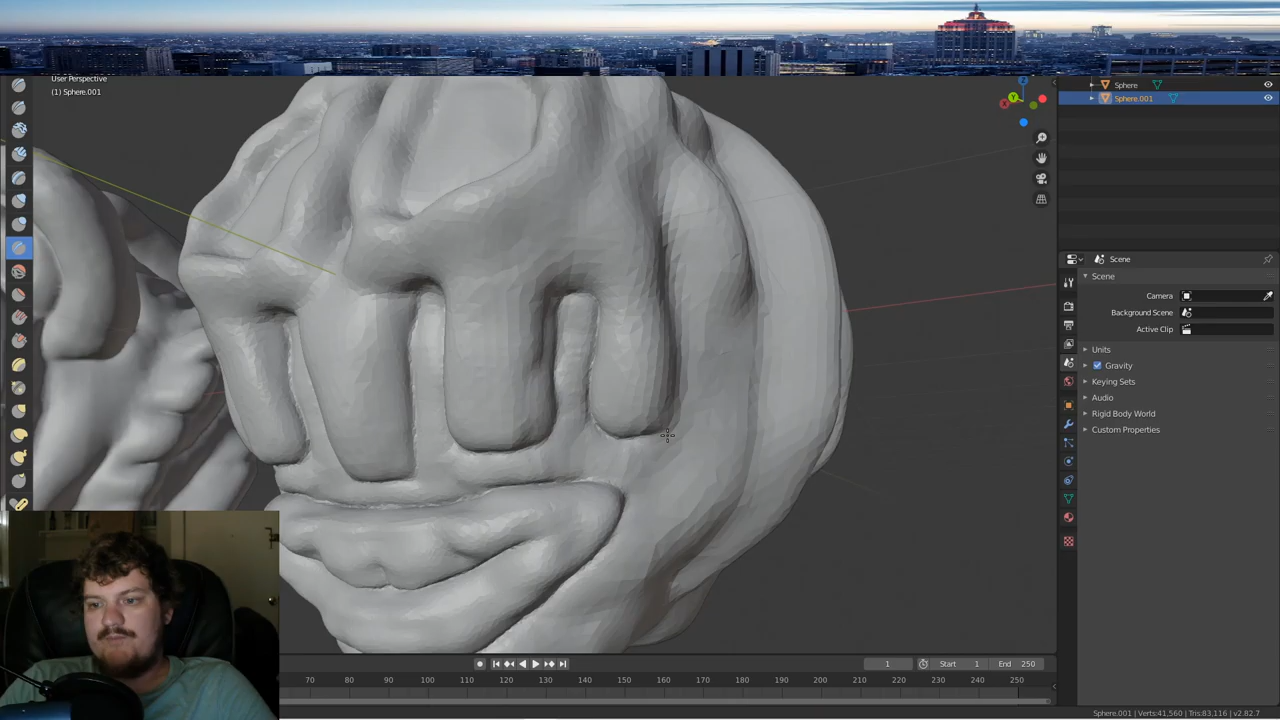 User Perspective
(1) Sphere.001
Sphere
Sphere.001
Scene
Scene
Camera
Background Scene
Active Clip
Units
Gravity
Keying Sets
Audio
Rigid Body World
Custom Properties
1
Start 1
End 250
70 80 90 100 110 120 130 140 150 160 170 180 190 200 210 220 230 240 250
Sphere.001 | Verts:41,560 | Tris:83,116 | v2.82.7